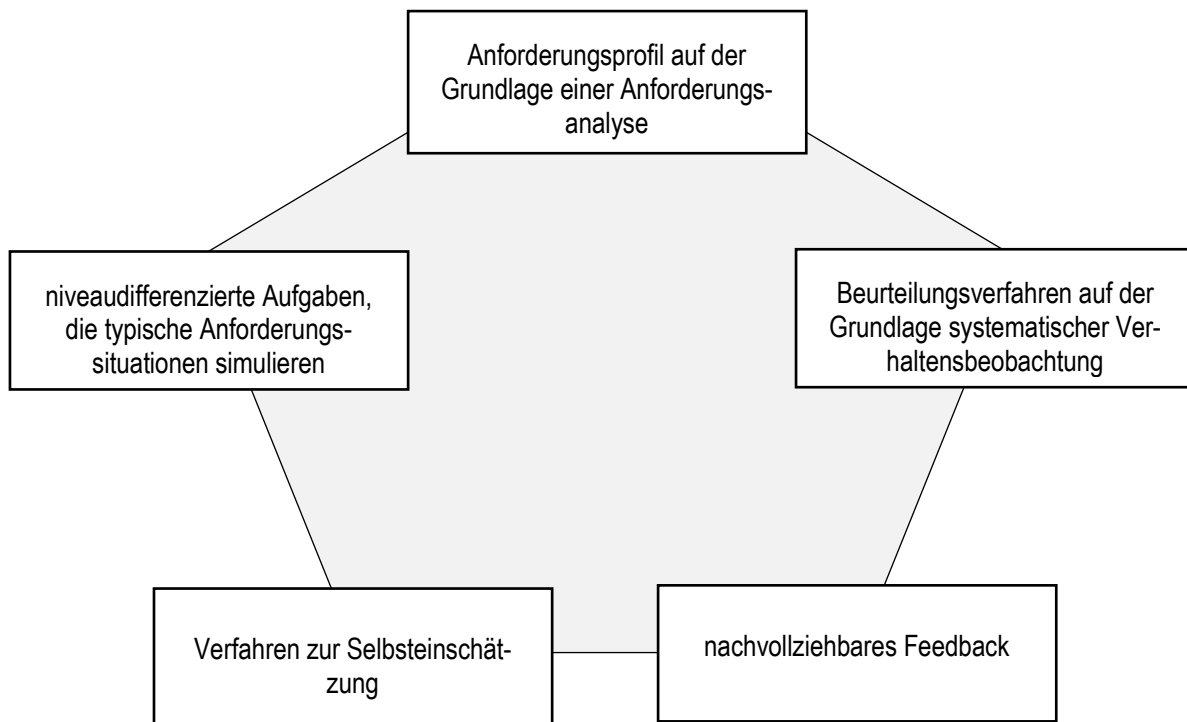 Anforderungsprofil auf der
Grundlage einer Anforderungs-
analyse
niveaudifferenzierte Aufgaben,
die typische Anforderungs-
situationen simulieren
Beurteilungsverfahren auf der
Grundlage systematischer Ver-
haltensbeobachtung
Verfahren zur Selbsteinschät-
zung
nachvollziehbares Feedback